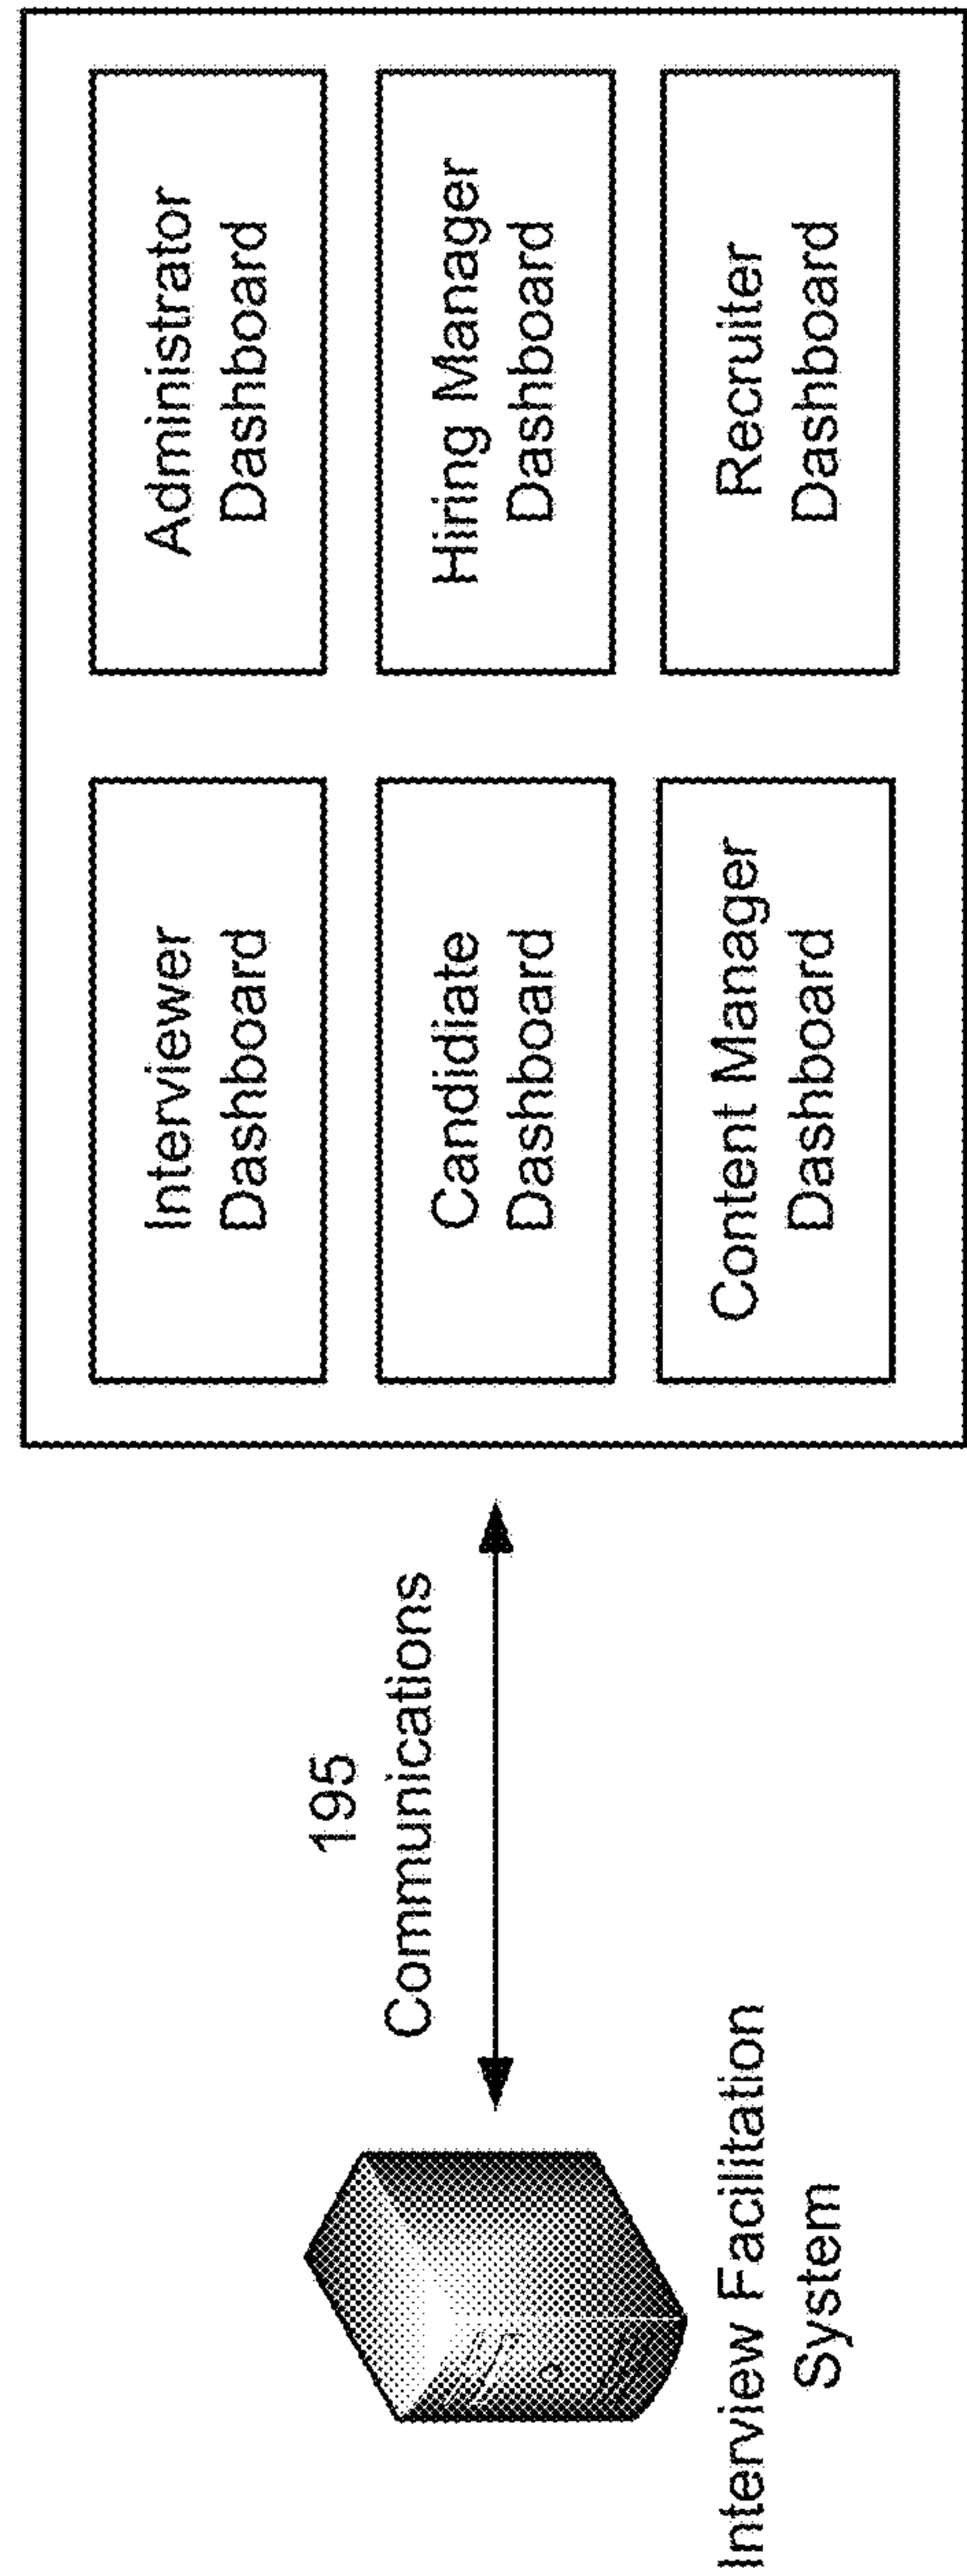 195
Communications
Interview Facilitation
System
Interviewer
Dashboard
Administrator
Dashboard
Candidiate
Dashboard
Hiring Manager
Dashboard
Content Manager
Dashboard
Recruiter
Dashboard